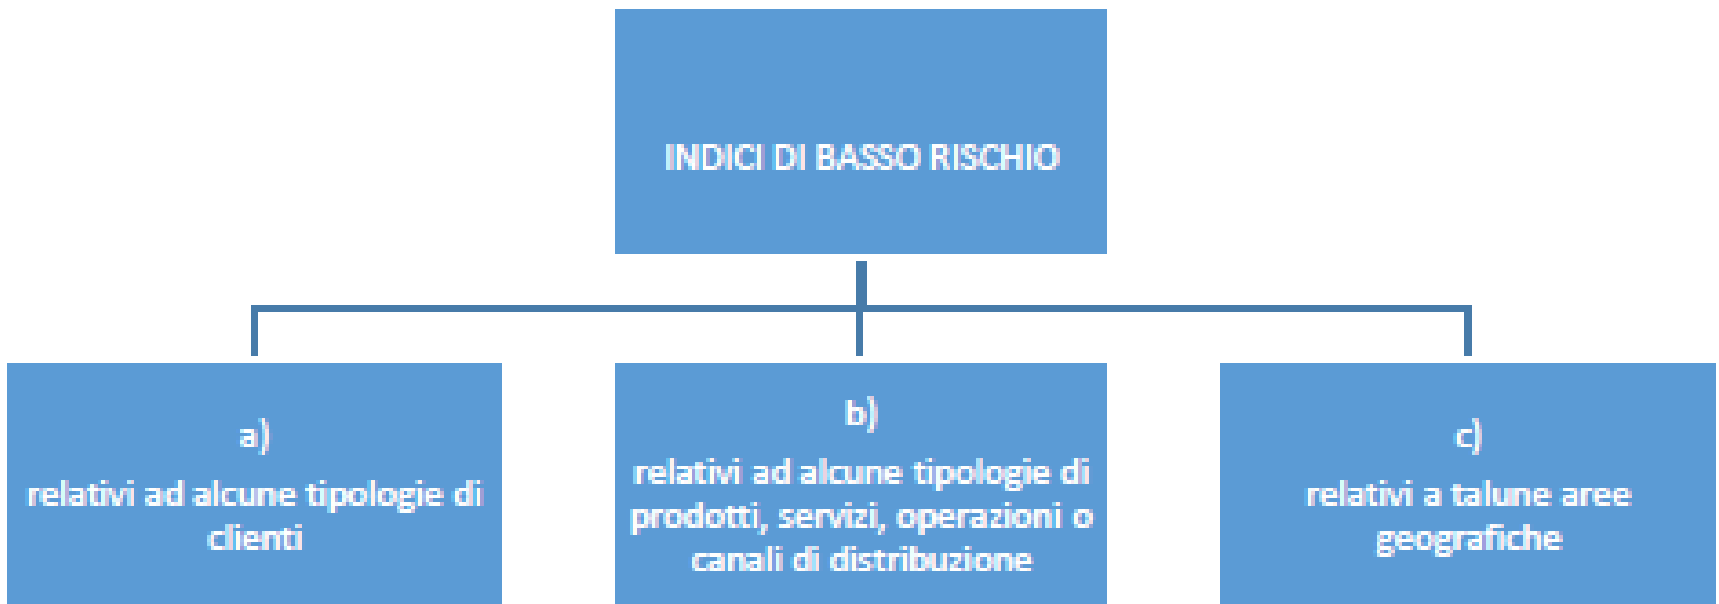 INDICI DI BASSO RISCHIO
a)
relativi ad alcune tipologie di
clienti
b)
relativi ad alcune tipologie di
prodotti, servizi, operazioni o
canali di distribuzione
c)
relativi a talune aree
geografiche